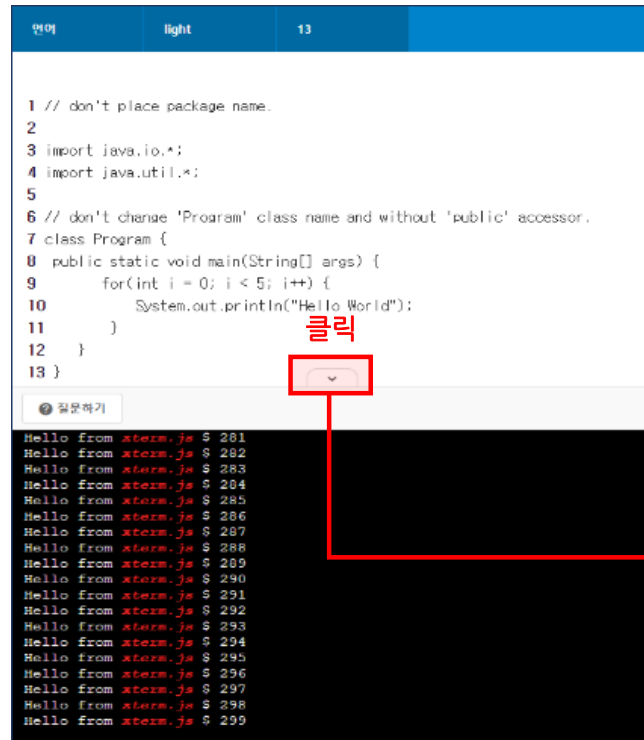 언어 light 13
1 // don't place package name.
2
3 import java.io.*;
4 import java.util.*;
5
6 // don't change 'Program' class name and without 'public' accessor.
7 class Program {
8 public static void main(String[] args) {
9 for(int i = 0; i < 5; i++) {
10 System.out.println("Hello World");
11 }
클릭
12 }
13 }
질문하기
Hello from xterm.js $ 281
Hello from xterm.js $ 282
Hello from xterm.js $ 283
Hello from xterm.js $ 284
Hello from xterm.js $ 285
Hello from xterm.js $ 286
Hello from xterm.js $ 287
Hello from xterm.js $ 288
Hello from xterm.js $ 289
Hello from xterm.js $ 290
Hello from xterm.js $ 291
Hello from xterm.js $ 292
Hello from xterm.js $ 293
Hello from xterm.js $ 294
Hello from xterm.js $ 295
Hello from xterm.js $ 296
Hello from xterm.js $ 297
Hello from xterm.js $ 298
Hello from xterm.js $ 299